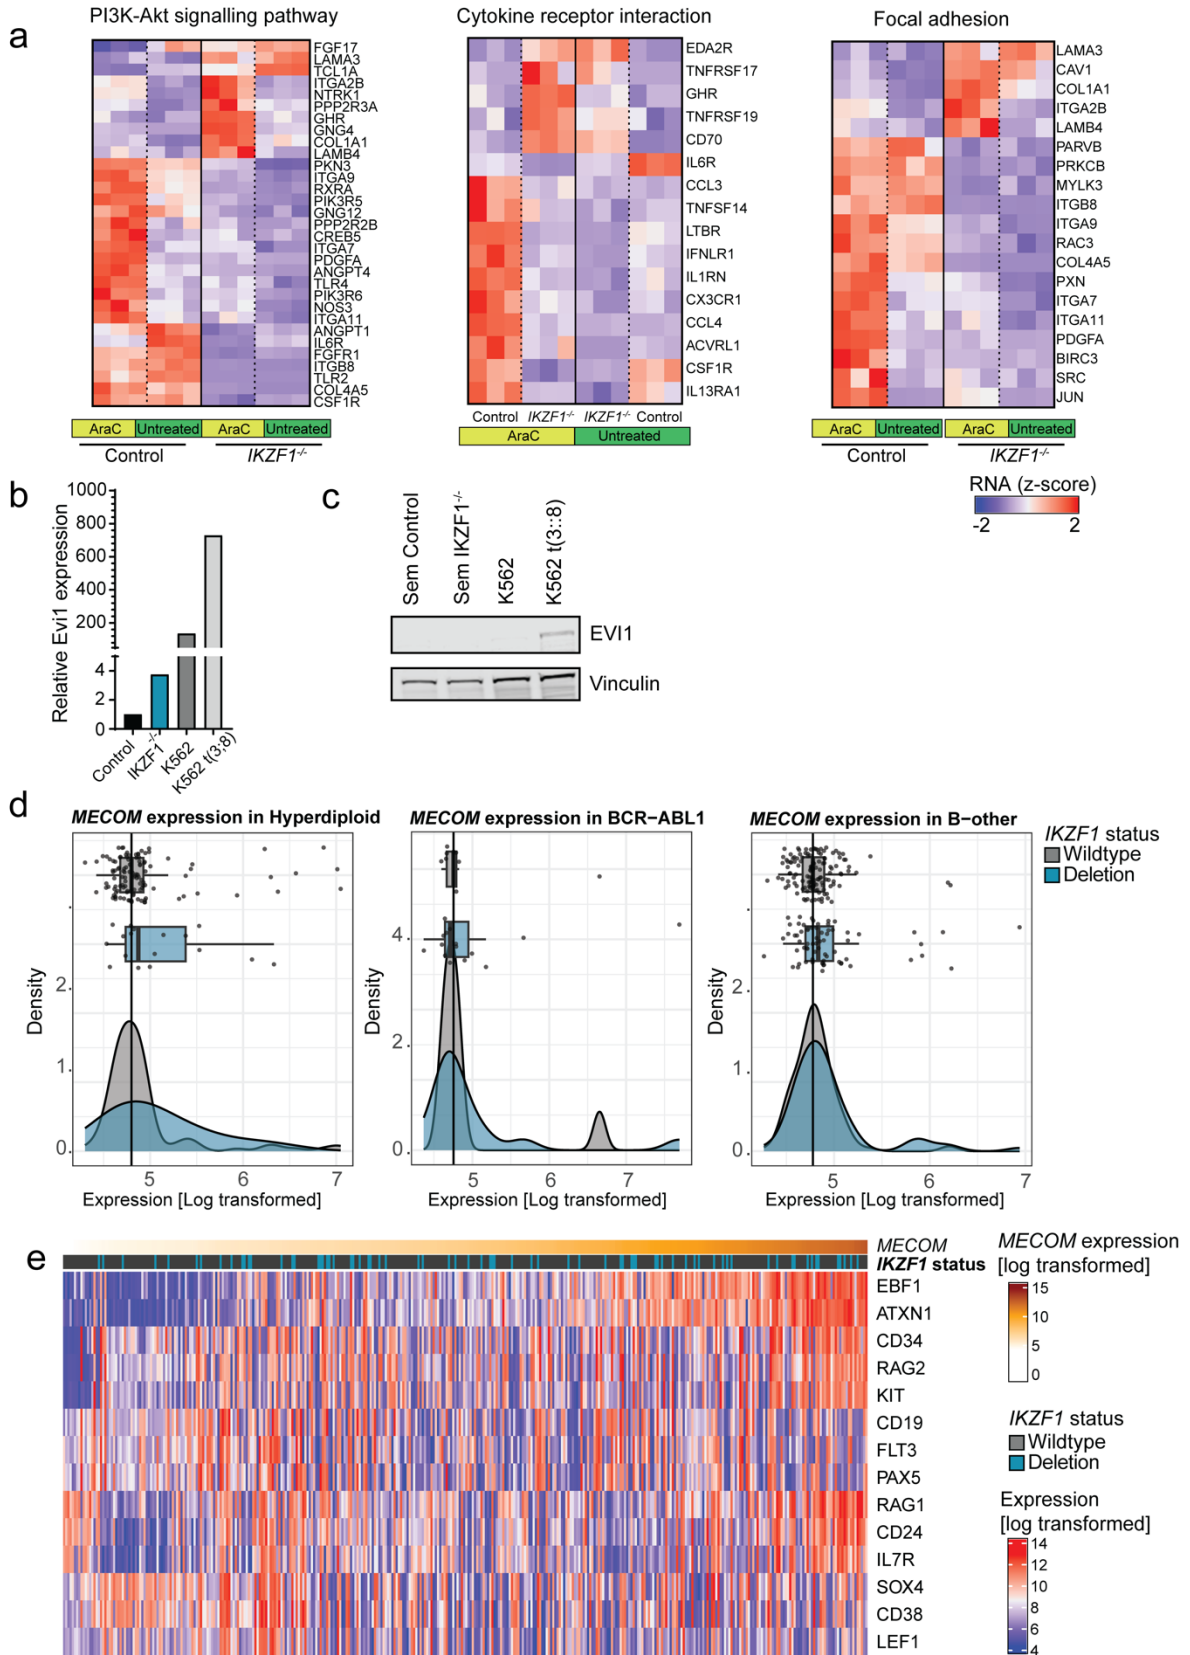 a
PI3K-Akt signalling pathway
FGF17
LAMA3
TCL1A
ITGA2B
NTRK1
PPP2R3A
GHR
GNG4
COL1A1
LAMB4
PKN3
ITGA9
RXRA
PIK3R5
GNG12
PPP2R2B
CREB5
ITGA7
PDGFA
ANGPT4
TLR4
PIK3R6
NOS3
ITGA11
ANGPT1
IL6R
FGFR1
ITGB8
TLR2
COL4A5
CSF1R
AraC Untreated AraC Untreated
Control IKZF1-/-
Cytokine receptor interaction
EDA2R
TNFRSF17
GHR
TNFRSF19
CD70
IL6R
CCL3
TNFSF14
LTBR
IFNLR1
IL1RN
CX3CR1
CCL4
ACVRL1
CSF1R
IL13RA1
Control IKZF1-/- IKZF1-/- Control
AraC Untreated
Focal adhesion
LAMA3
CAV1
COL1A1
ITGA2B
LAMB4
PARVB
PRKCB
MYLK3
ITGB8
ITGA9
RAC3
COL4A5
PXN
ITGA7
ITGA11
PDGFA
BIRC3
SRC
JUN
AraC Untreated AraC Untreated
Control IKZF1-/-
RNA (z-score)
-2 2
b
Relative Evi1 expression
1000
800
600
400
200
4
2
0
Control
IKZF1-/-
K562
K562 t(3;8)
c
Sem Control
Sem IKZF1-/-
K562
K562 t(3::8)
EVI1
Vinculin
d
MECOM expression in Hyperdiploid
Density
2.
1.
0.
5 6 7
Expression [Log transformed]
MECOM expression in BCR-ABL1
Density
4.
2
0.
5 6 7
Expression [Log transformed]
MECOM expression in B-other
Density
2.
1.
0.
5 6 7
Expression [Log transformed]
IKZF1 status
Wildtype
Deletion
e
MECOM
IKZF1 status
EBF1
ATXN1
CD34
RAG2
KIT
CD19
FLT3
PAX5
RAG1
CD24
IL7R
SOX4
CD38
LEF1
MECOM expression
[log transformed]
15
10
5
0
IKZF1 status
Wildtype
Deletion
Expression
[log transformed]
14
12
10
8
6
4